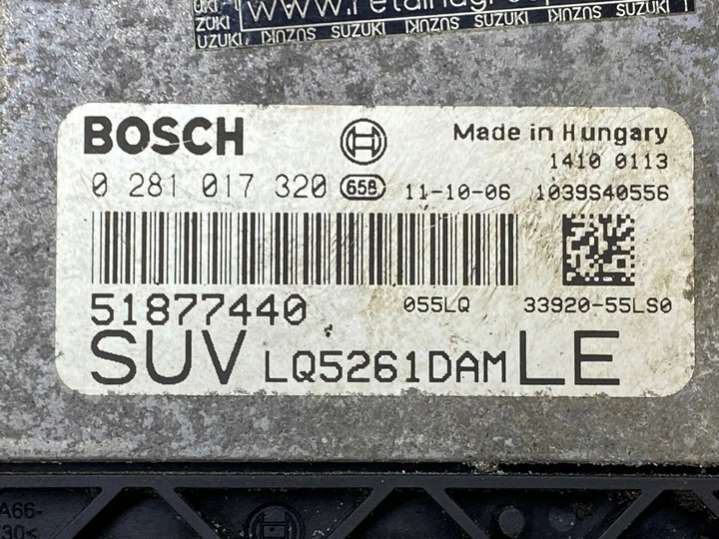 SUZUKI SUZUKI SUZUKI SUZUKI
BOSCH
Made in Hungary
1410 0113
0 281 017 320 658 11-10-06 1039S40556
51877440 055LQ 33920-55LS0
SUV LQ5261DAM LE